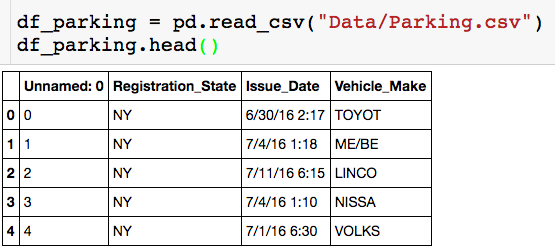 df_parking = pd.read_csv("Data/Parking.csv")
df_parking.head()
Unnamed: 0 Registration_State Issue_Date Vehicle_Make
0 0 NY 6/30/16 2:17 TOYOT
1 1 NY 7/4/16 1:18 ME/BE
2 2 NY 7/11/16 6:15 LINCO
3 3 NY 7/4/16 1:10 NISSA
4 4 NY 7/1/16 6:30 VOLKS